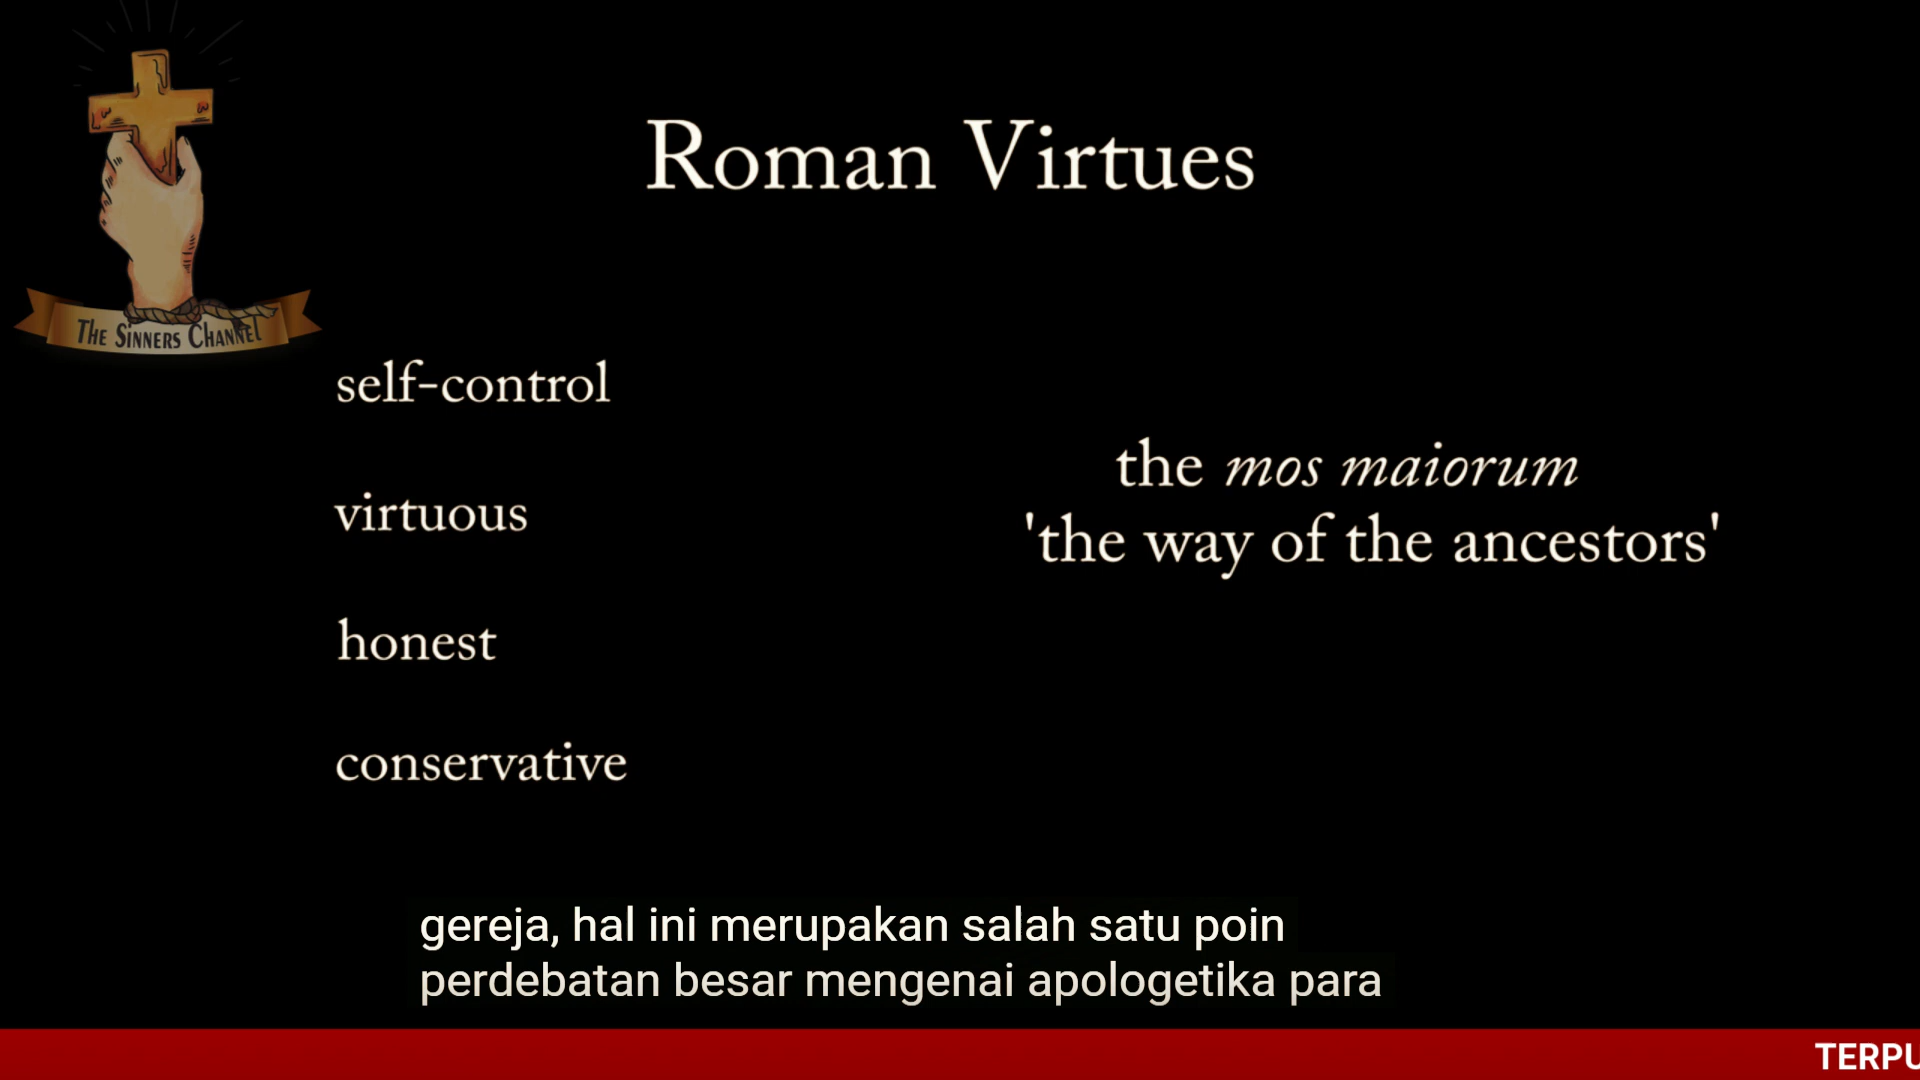 The Sinners Channel
Roman Virtues
self-control
virtuous
honest
conservative
the mos maiorum
'the way of the ancestors'
gereja, hal ini merupakan salah satu poin
perdebatan besar mengenai apologetika para
TERPU